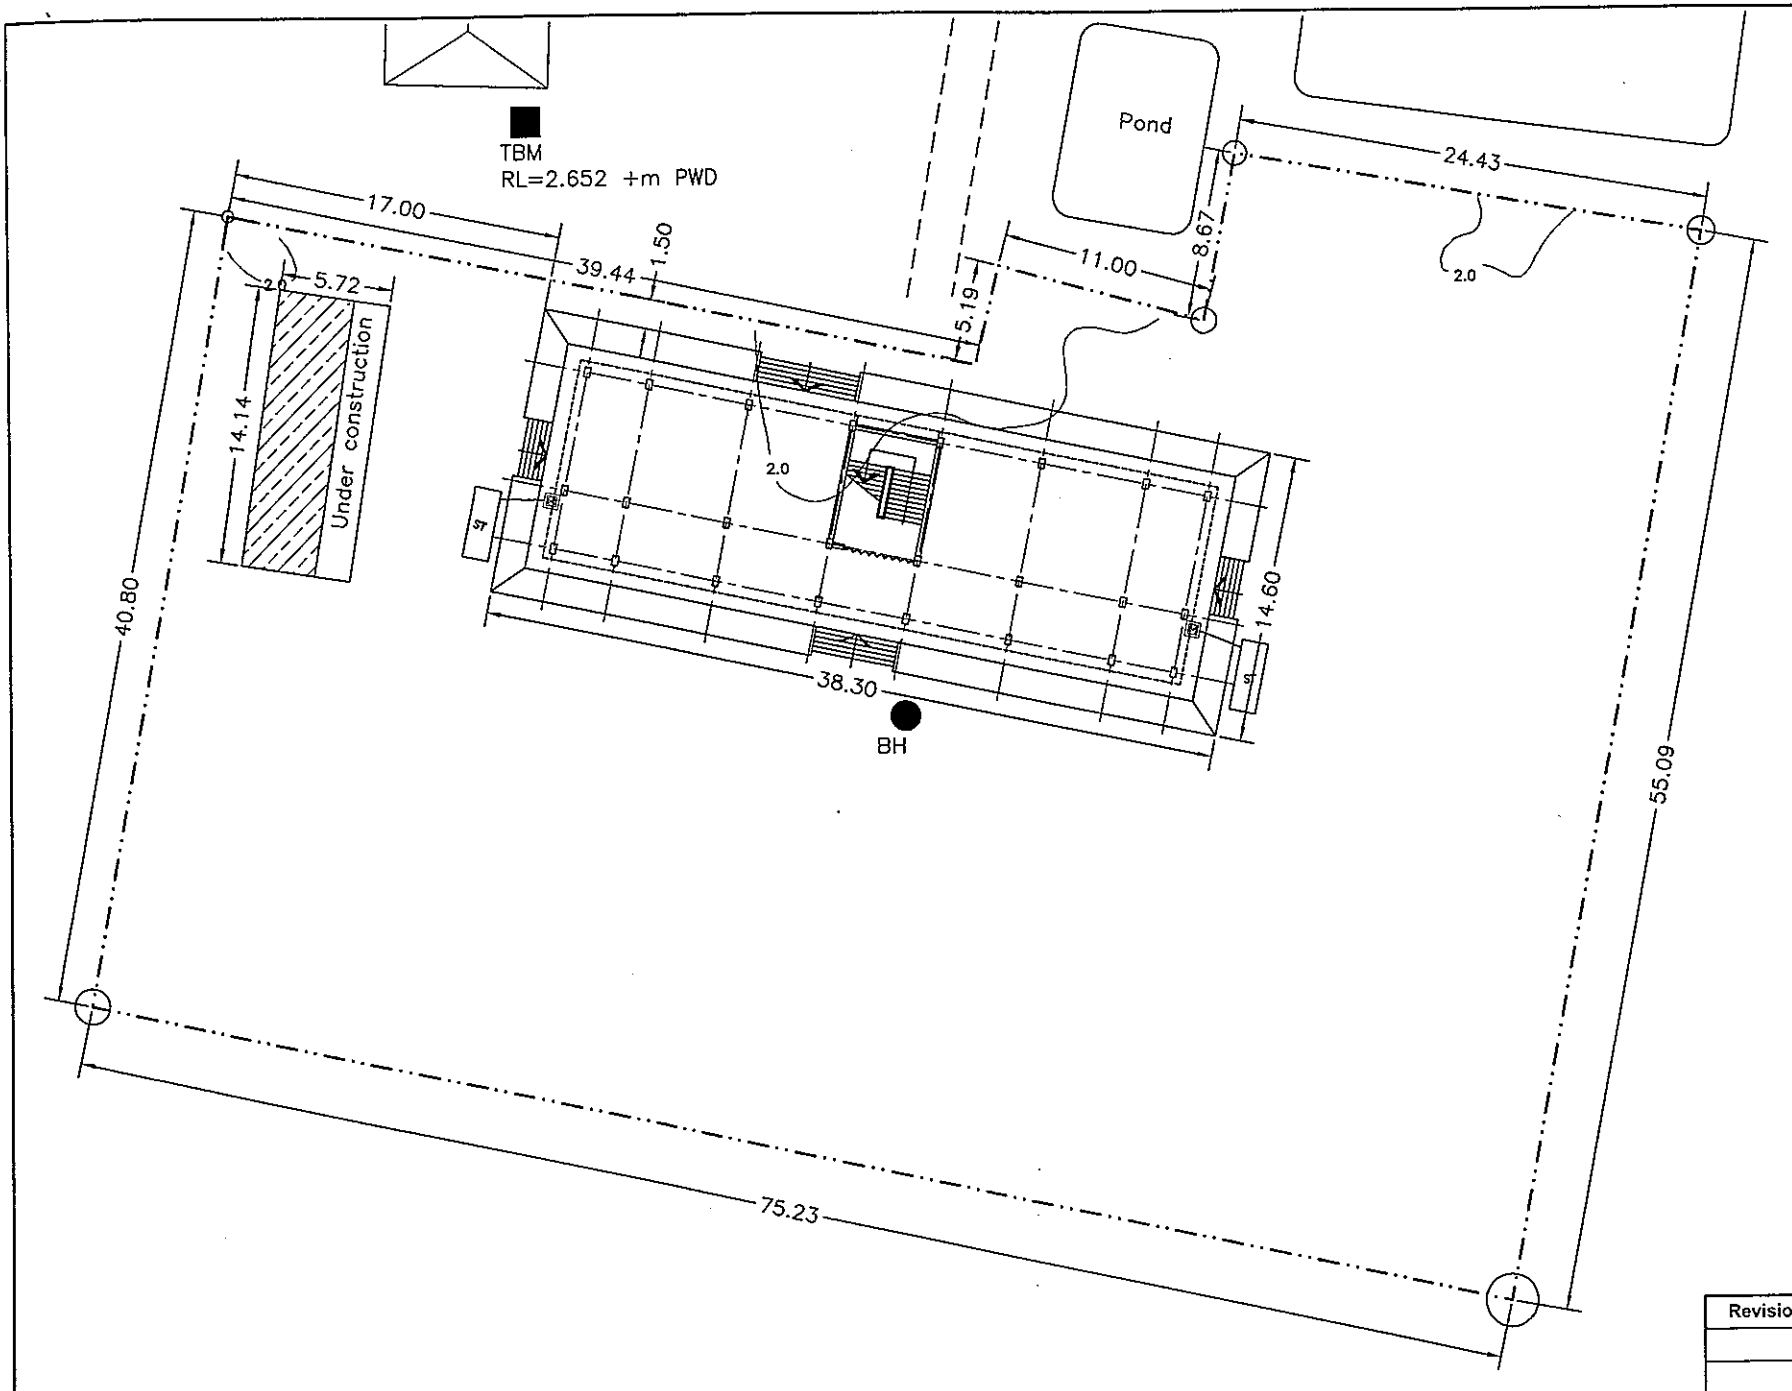 Pond
TBM
RL=2.652 +m PWD
24.43
17.00
8.67
1.50
11.00
39.44
2.0
5.72
2.0
5.19
Under construction
14.14
2.0
ST
40.80
14.60
38.30
ST
BH
55.09
75.23
Revisio